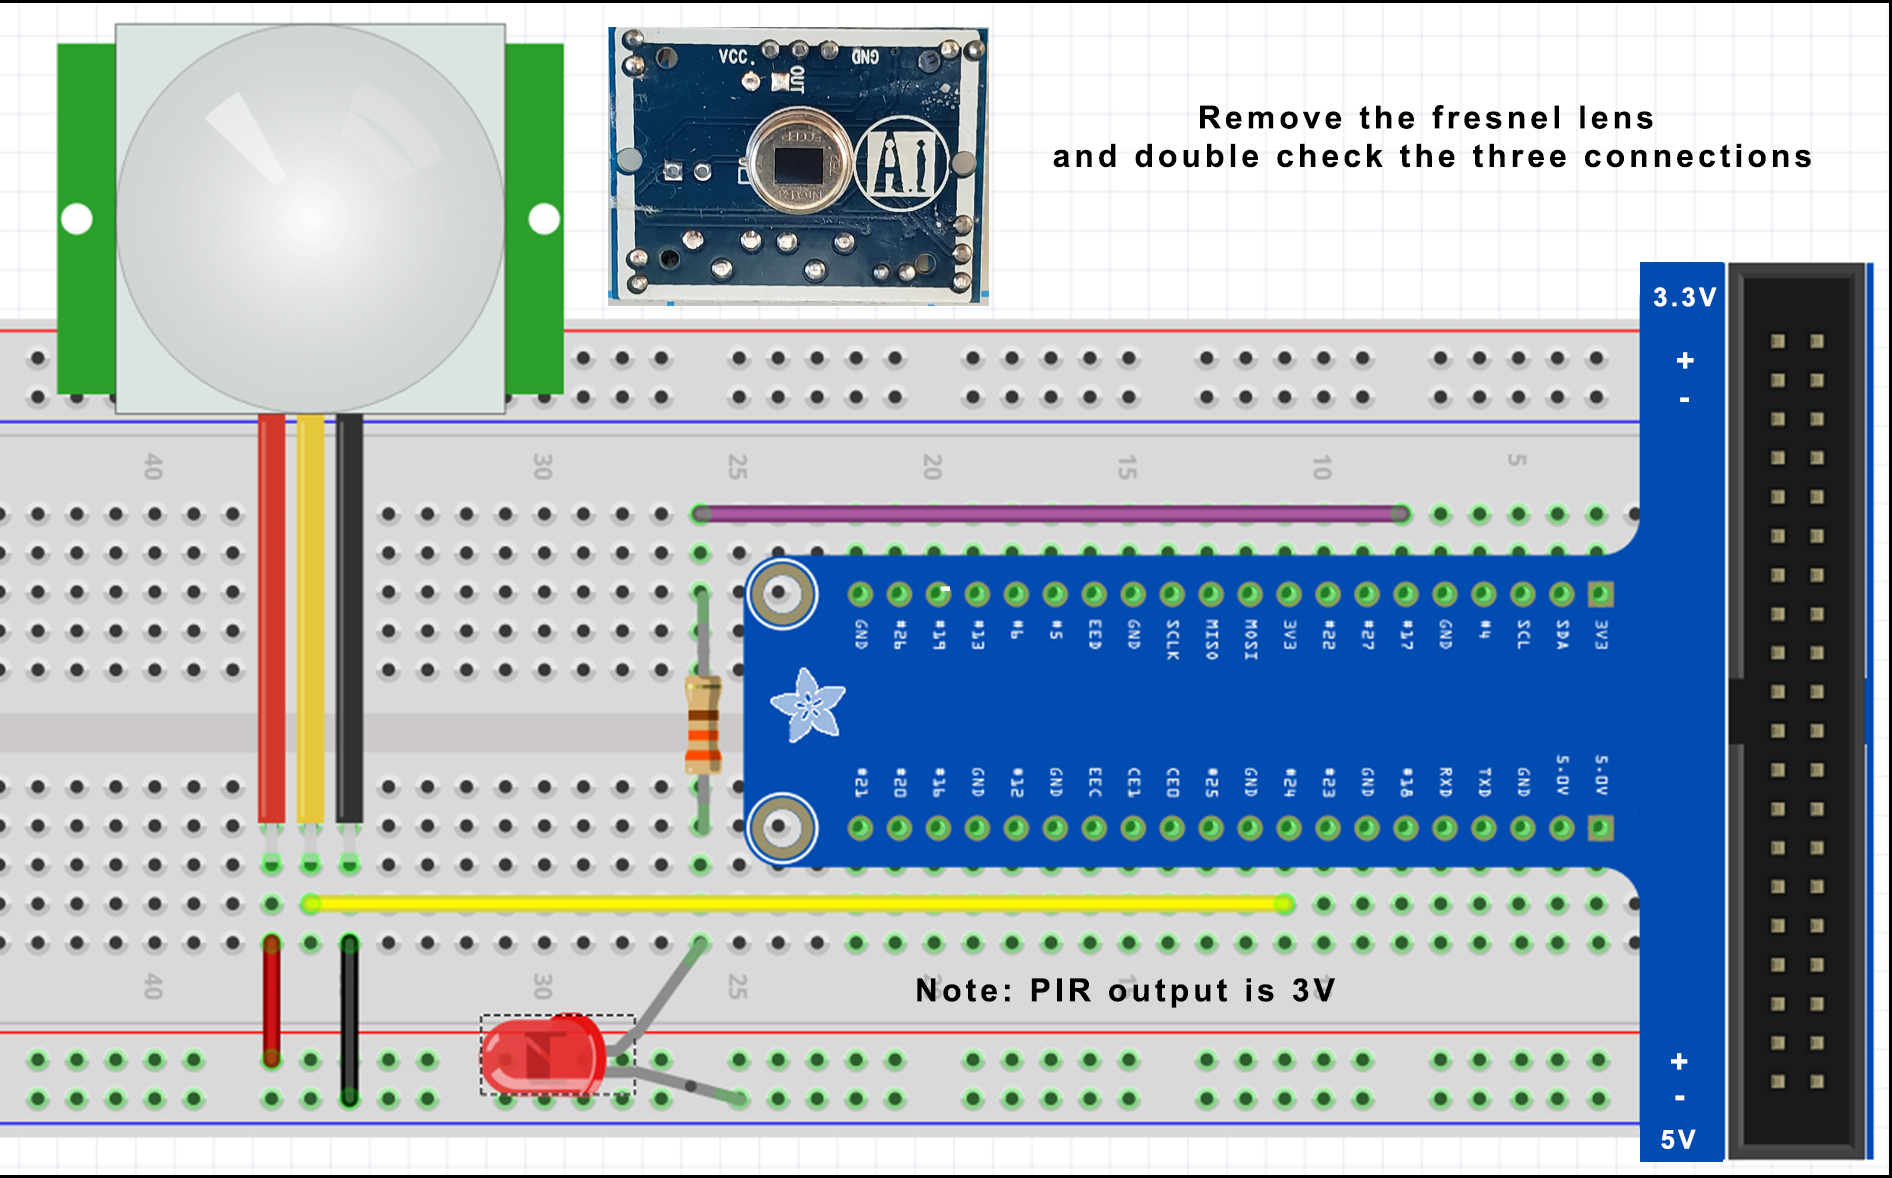 VCC.
GND
OUT
Remove the fresnel lens
and double check the three connections
3.3V
+
-
40
30
25
20
15
10
5
GND #26 #19 #13 #6 #5 EED GND SCLK MISO MOSI 3V3 #22 #27 #17 GND #4 SCL SDA 3V3
#21 #20 #16 GND #12 GND EEC CE1 CE0 #25 GND #24 #23 GND #18 RXD TXD GND 5.0V 5.0V
40
30
25
Note: PIR output is 3V
+
-
5V